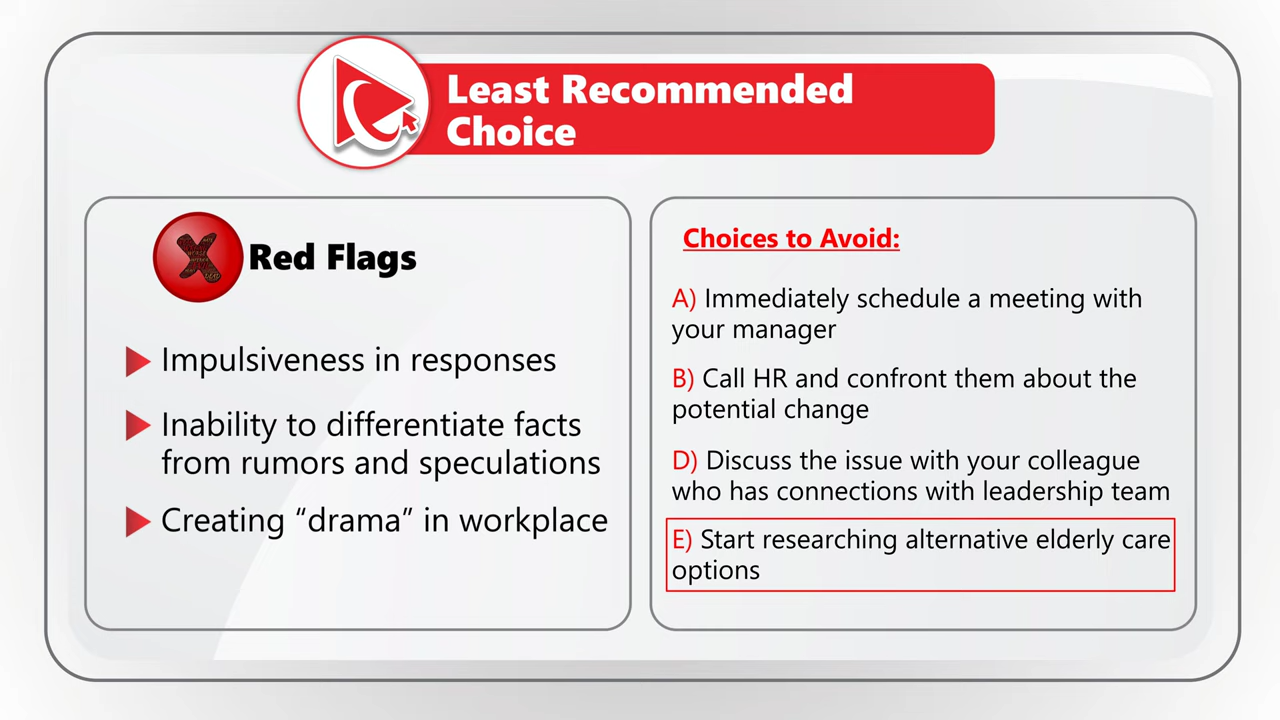 Least Recommended
Choice
Red Flags
Impulsiveness in responses
Inability to differentiate facts
from rumors and speculations
Creating “drama” in workplace
Choices to Avoid:
A) Immediately schedule a meeting with
your manager
B) Call HR and confront them about the
potential change
D) Discuss the issue with your colleague
who has connections with leadership team
E) Start researching alternative elderly care
options